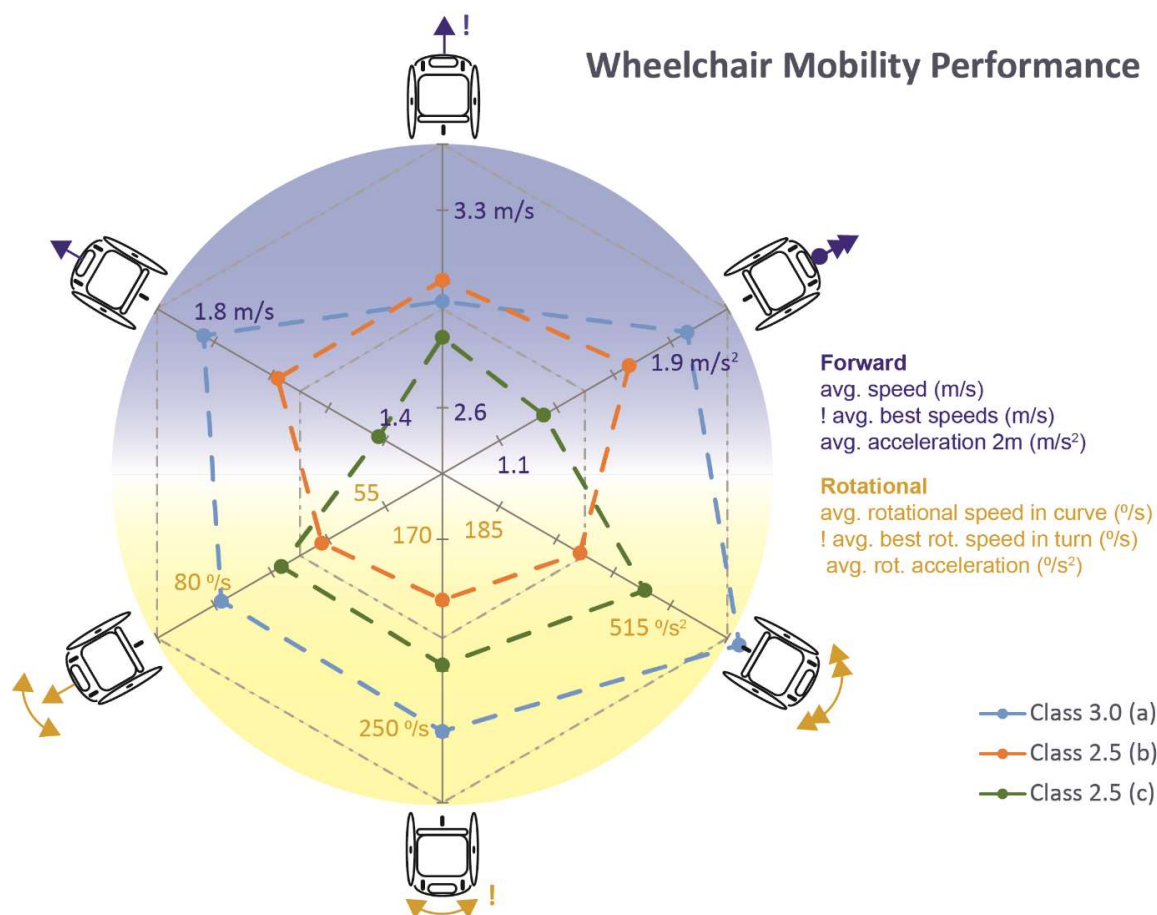 !
Wheelchair Mobility Performance
3.3 m/s
1.8 m/s
1.9 m/s²
1.4
2.6
1.1
Forward
avg. speed (m/s)
! avg. best speeds (m/s)
avg. acceleration 2m (m/s²)
55
170
185
Rotational
avg. rotational speed in curve (º/s)
! avg. best rot. speed in turn (º/s)
avg. rot. acceleration (º/s²)
80 º/s
515 º/s²
250 º/s
Class 3.0 (a)
Class 2.5 (b)
Class 2.5 (c)
!